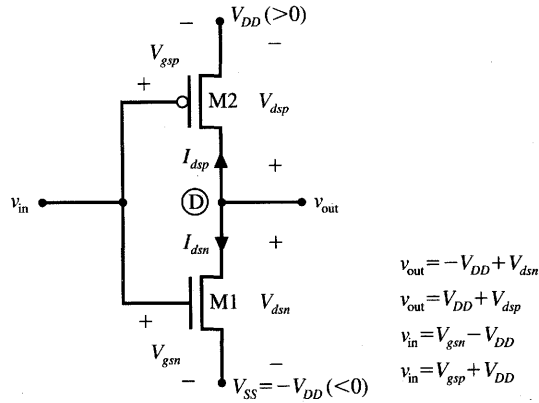 − V_DD (>0)
−
V_gsp
+
M2 V_dsp
I_dsp +
v_in D v_out
I_dsn +
M1 V_dsn
+
V_gsn
−
− V_SS=−V_DD (<0)
v_out=−V_DD+V_dsn
v_out=V_DD+V_dsp
v_in=V_gsn−V_DD
v_in=V_gsp+V_DD